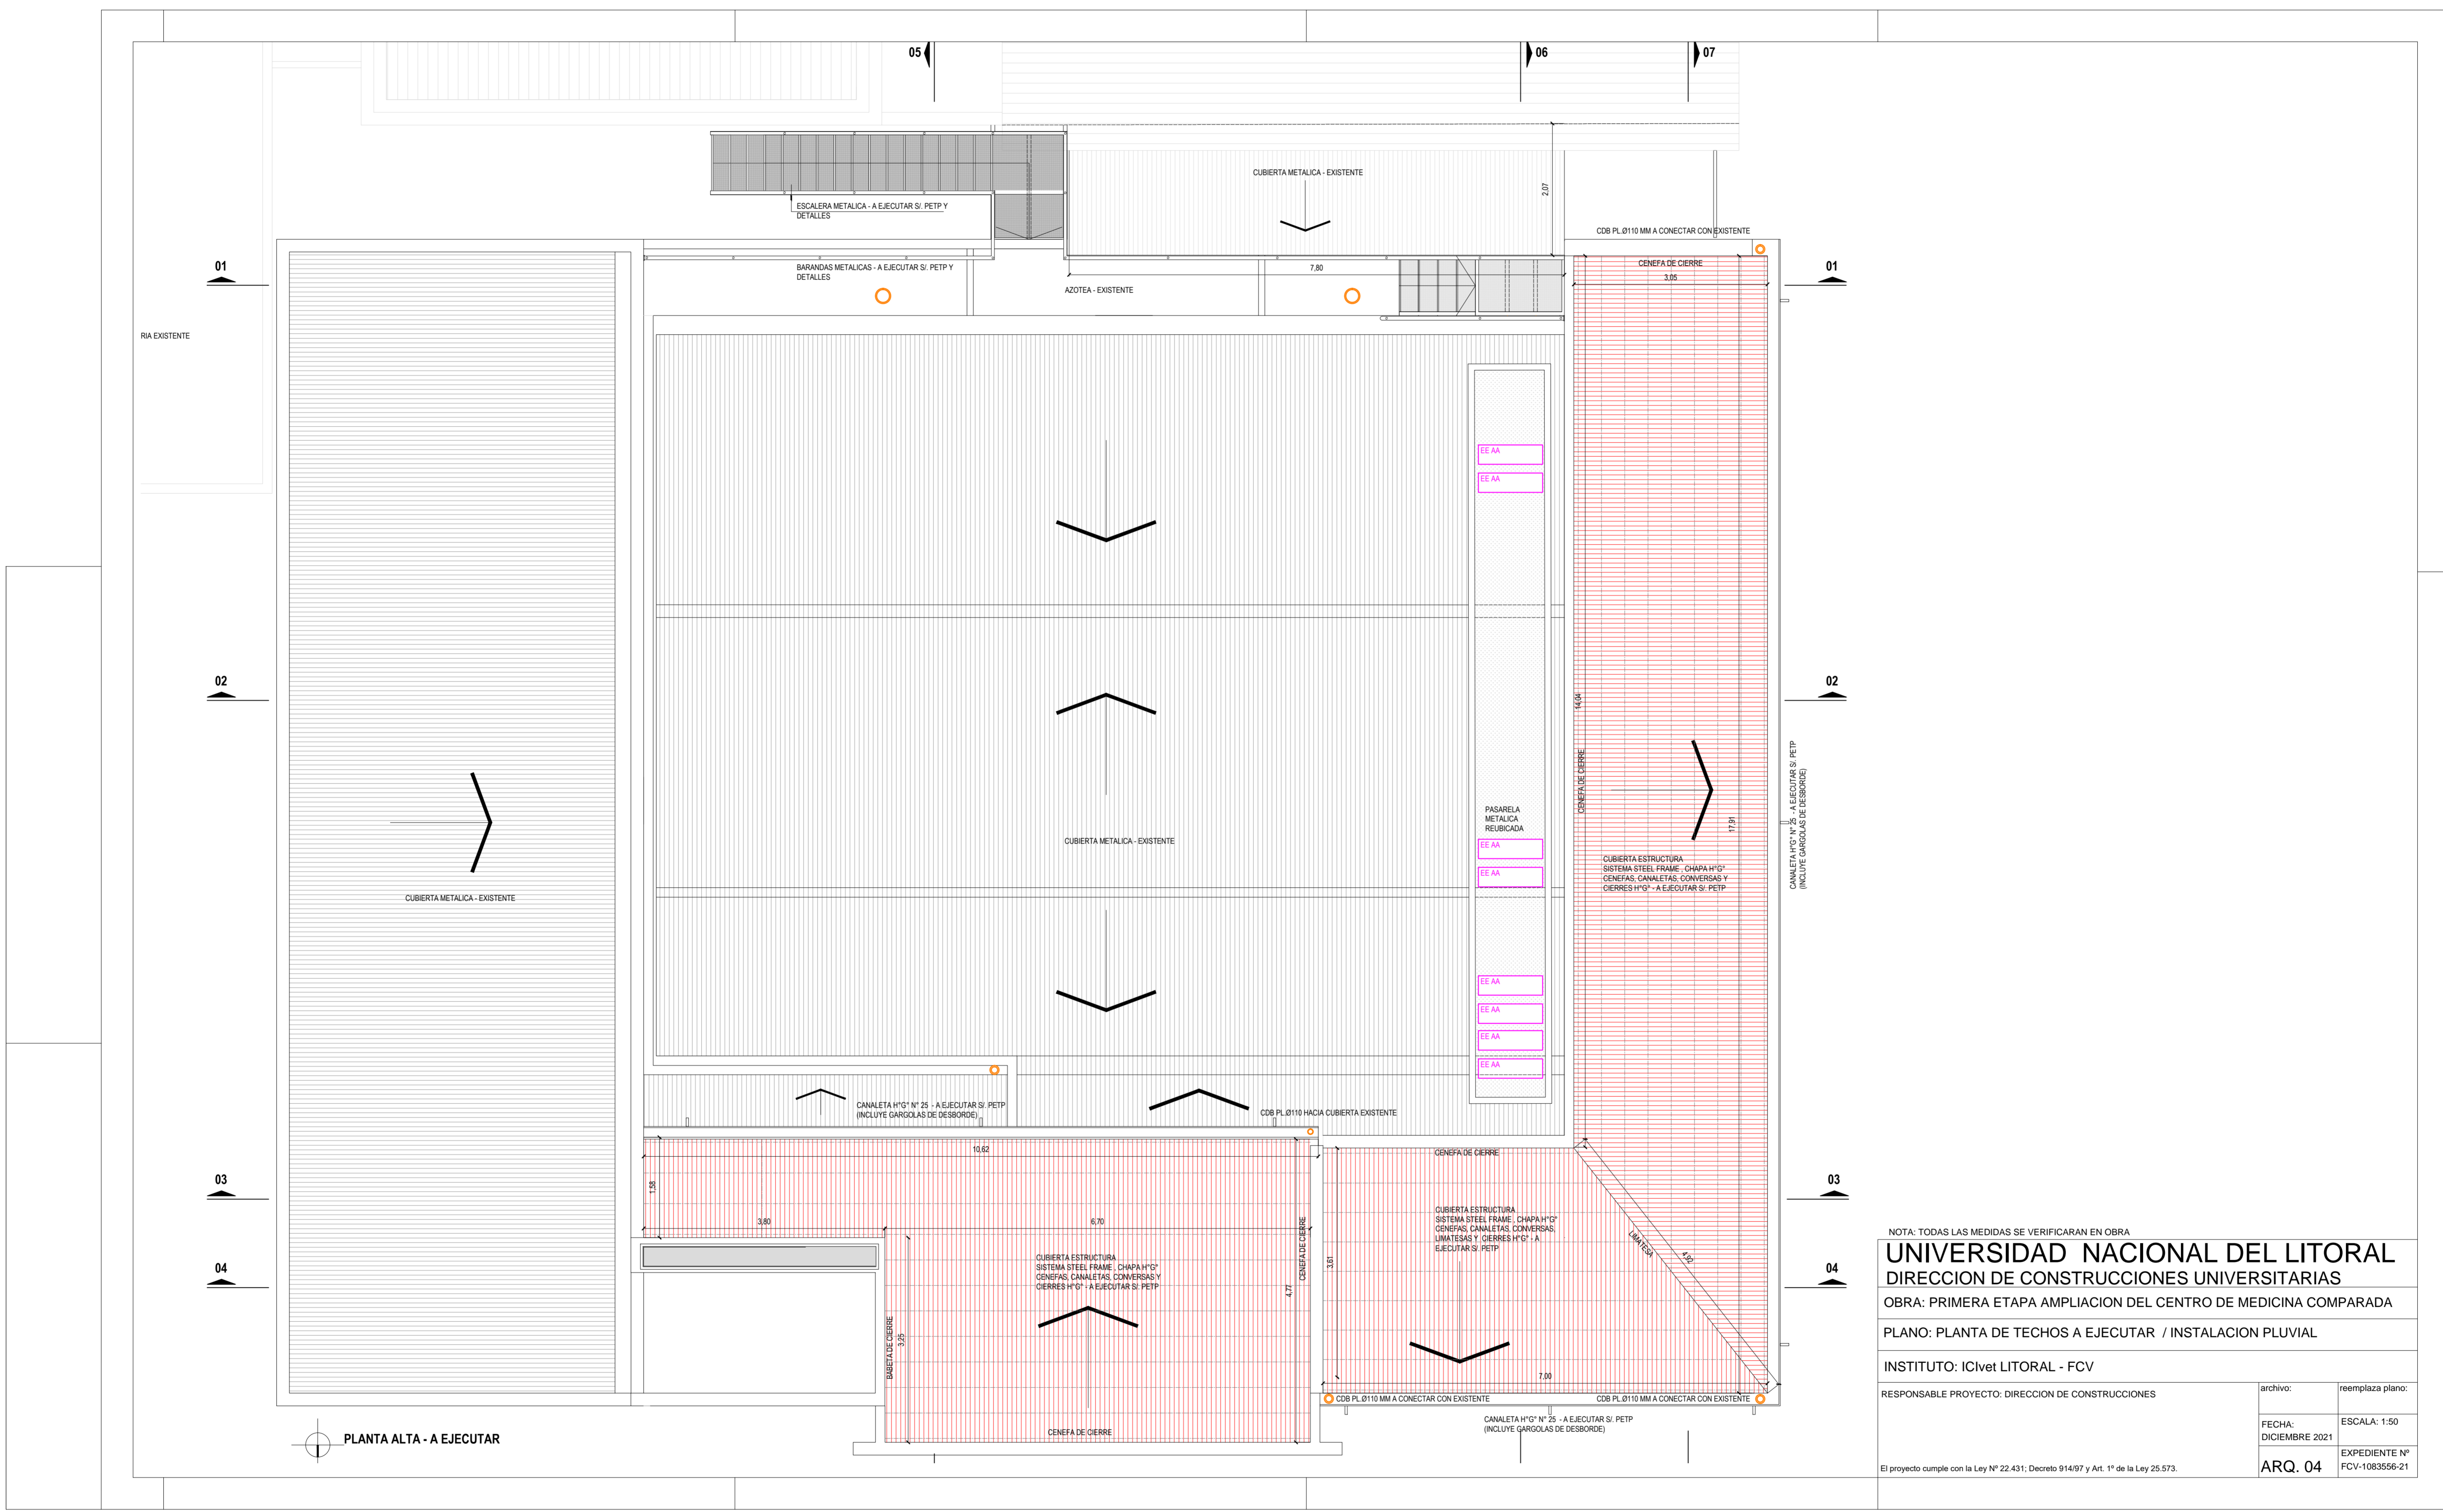 05
06
07
CUBIERTA METALICA - EXISTENTE
2,07
ESCALERA METALICA - A EJECUTAR S/. PETP Y
DETALLES
CDB PL.Ø110 MM A CONECTAR CON EXISTENTE
01
BARANDAS METALICAS - A EJECUTAR S/. PETP Y
DETALLES
7,80
CENEFA DE CIERRE
3,05
01
AZOTEA - EXISTENTE
RIA EXISTENTE
EE AA
EE AA
02
02
14,04
CENEFA DE CIERRE
CANALETA H°G° N° 25 - A EJECUTAR S/. PETP
(INCLUYE GARGOLAS DE DESBORDE)
PASARELA
METALICA
REUBICADA
17,91
CUBIERTA METALICA - EXISTENTE
EE AA
EE AA
CUBIERTA ESTRUCTURA
SISTEMA STEEL FRAME , CHAPA H°G°
CENEFAS, CANALETAS, CONVERSAS Y
CIERRES H°G° - A EJECUTAR S/. PETP
CUBIERTA METALICA - EXISTENTE
EE AA
EE AA
EE AA
EE AA
CANALETA H°G° N° 25 - A EJECUTAR S/. PETP
(INCLUYE GARGOLAS DE DESBORDE)
CDB PL.Ø110 HACIA CUBIERTA EXISTENTE
10,62
CENEFA DE CIERRE
03
1,58
03
3,80
6,70
CENEFA DE CIERRE
CUBIERTA ESTRUCTURA
SISTEMA STEEL FRAME , CHAPA H°G°
CENEFAS, CANALETAS, CONVERSAS,
LIMATESAS Y CIERRES H°G° - A
EJECUTAR S/. PETP
LIMATESA
4,92
CUBIERTA ESTRUCTURA
SISTEMA STEEL FRAME , CHAPA H°G°
CENEFAS, CANALETAS, CONVERSAS Y
CIERRES H°G° - A EJECUTAR S/. PETP
3,61
04
04
4,77
BABETA DE CIERRE
3,25
7,00
CDB PL.Ø110 MM A CONECTAR CON EXISTENTE
CDB PL.Ø110 MM A CONECTAR CON EXISTENTE
CANALETA H°G° N° 25 - A EJECUTAR S/. PETP
(INCLUYE GARGOLAS DE DESBORDE)
CENEFA DE CIERRE
PLANTA ALTA - A EJECUTAR
NOTA: TODAS LAS MEDIDAS SE VERIFICARAN EN OBRA
UNIVERSIDAD NACIONAL DEL LITORAL
DIRECCION DE CONSTRUCCIONES UNIVERSITARIAS
OBRA: PRIMERA ETAPA AMPLIACION DEL CENTRO DE MEDICINA COMPARADA
PLANO: PLANTA DE TECHOS A EJECUTAR / INSTALACION PLUVIAL
INSTITUTO: ICIvet LITORAL - FCV
RESPONSABLE PROYECTO: DIRECCION DE CONSTRUCCIONES
archivo:
reemplaza plano:
FECHA:
DICIEMBRE 2021
ESCALA: 1:50
El proyecto cumple con la Ley Nº 22.431; Decreto 914/97 y Art. 1º de la Ley 25.573.
ARQ. 04
EXPEDIENTE Nº
FCV-1083556-21